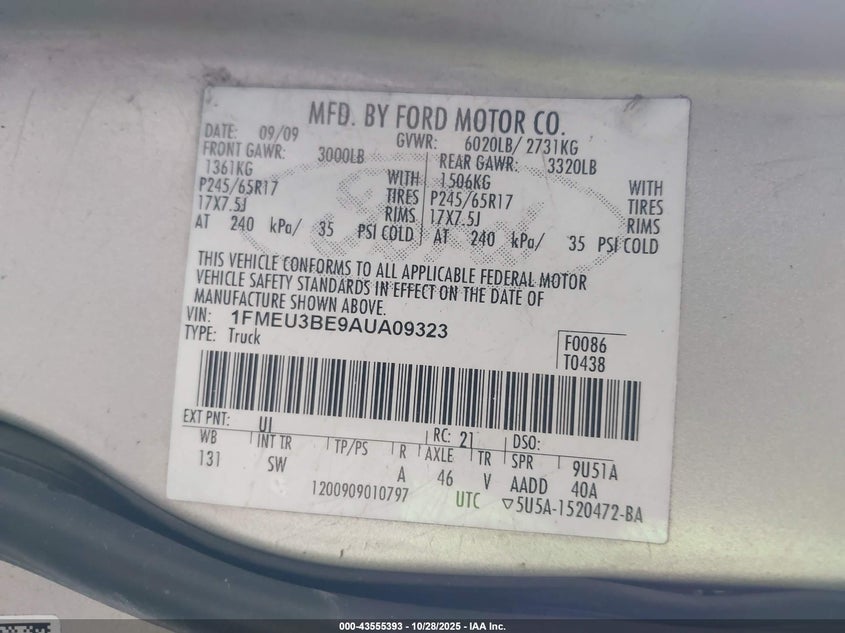 MFD. BY FORD MOTOR CO.
DATE: 09/09 GVWR: 6020LB/ 2731KG
FRONT GAWR: 3000LB REAR GAWR: 3320LB
1361KG WITH 1506KG WITH
P245/65R17 TIRES P245/65R17 TIRES
17X7.5J RIMS 17X7.5J RIMS
AT 240 kPa/ 35 PSI COLD AT 240 kPa/ 35 PSI COLD
THIS VEHICLE CONFORMS TO ALL APPLICABLE FEDERAL MOTOR
VEHICLE SAFETY STANDARDS IN EFFECT ON THE DATE OF
MANUFACTURE SHOWN ABOVE.
VIN: 1FMEU3BE9AUA09323
TYPE: Truck
F0086
T0438
EXT PNT: UI RC: 21 DSO:
WB INT TR TP/PS R AXLE TR SPR 9U51A
131 SW A 46 V AADD 40A
1200909010797 UTC ▽5U5A-1520472-BA
000-43555393 - 10/28/2025 - IAA Inc.